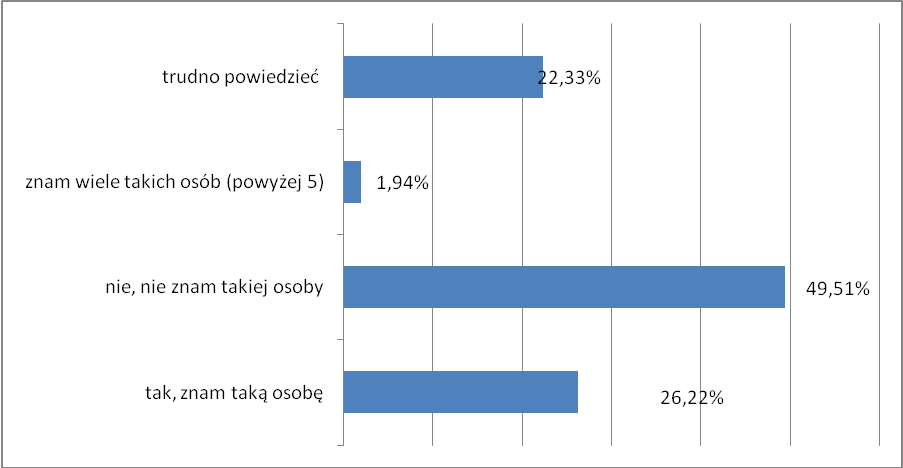 trudno powiedzieć
22,33%
znam wiele takich osób (powyżej 5)
1,94%
nie, nie znam takiej osoby
49,51%
tak, znam taką osobę
26,22%